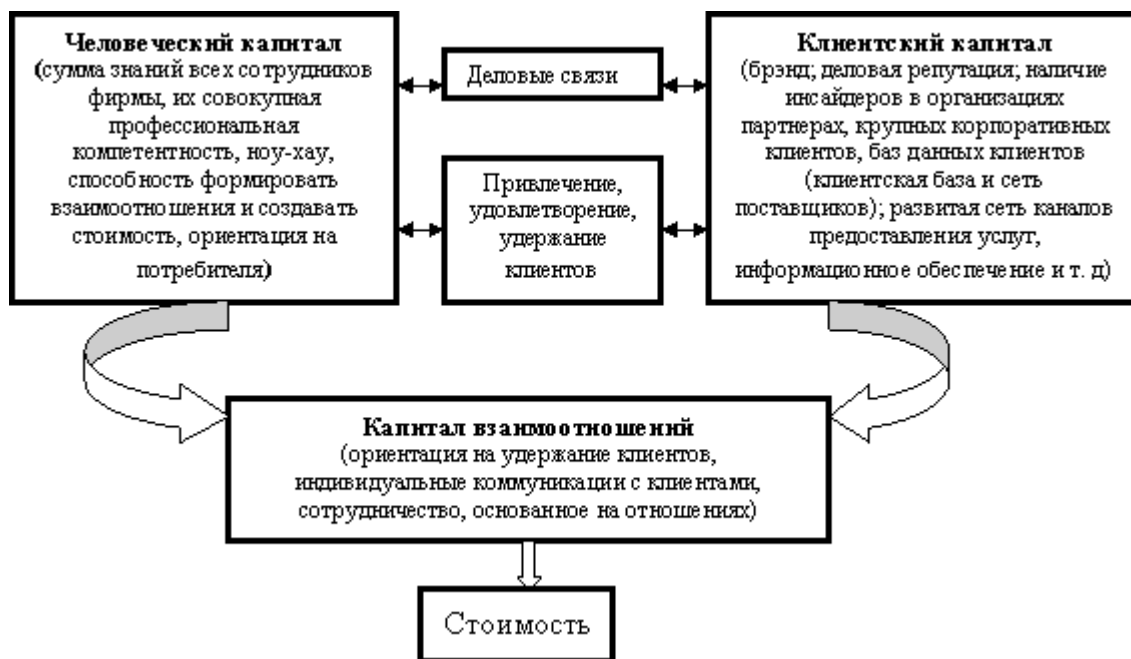 Человеческий капитал
(сумма знаний всех сотрудников
фирмы, их совокупная
профессиональная
компетентность, ноу-хау,
способность формировать
взаимоотношения и создавать
стоимость, ориентация на
потребителя)
Деловые связи
Привлечение,
удовлетворение,
удержание
клиентов
Клиентский капитал
(брэнд; деловая репутация; наличие
инсайдеров в организациях
партнерах, крупных корпоративных
клиентов, баз данных клиентов
(клиентская база и сеть
поставщиков); развитая сеть каналов
предоставления услуг,
информационное обеспечение и т. д)
Капитал взаимоотношений
(ориентация на удержание клиентов,
индивидуальные коммуникации с клиентами,
сотрудничество, основанное на отношениях)
Стоимость